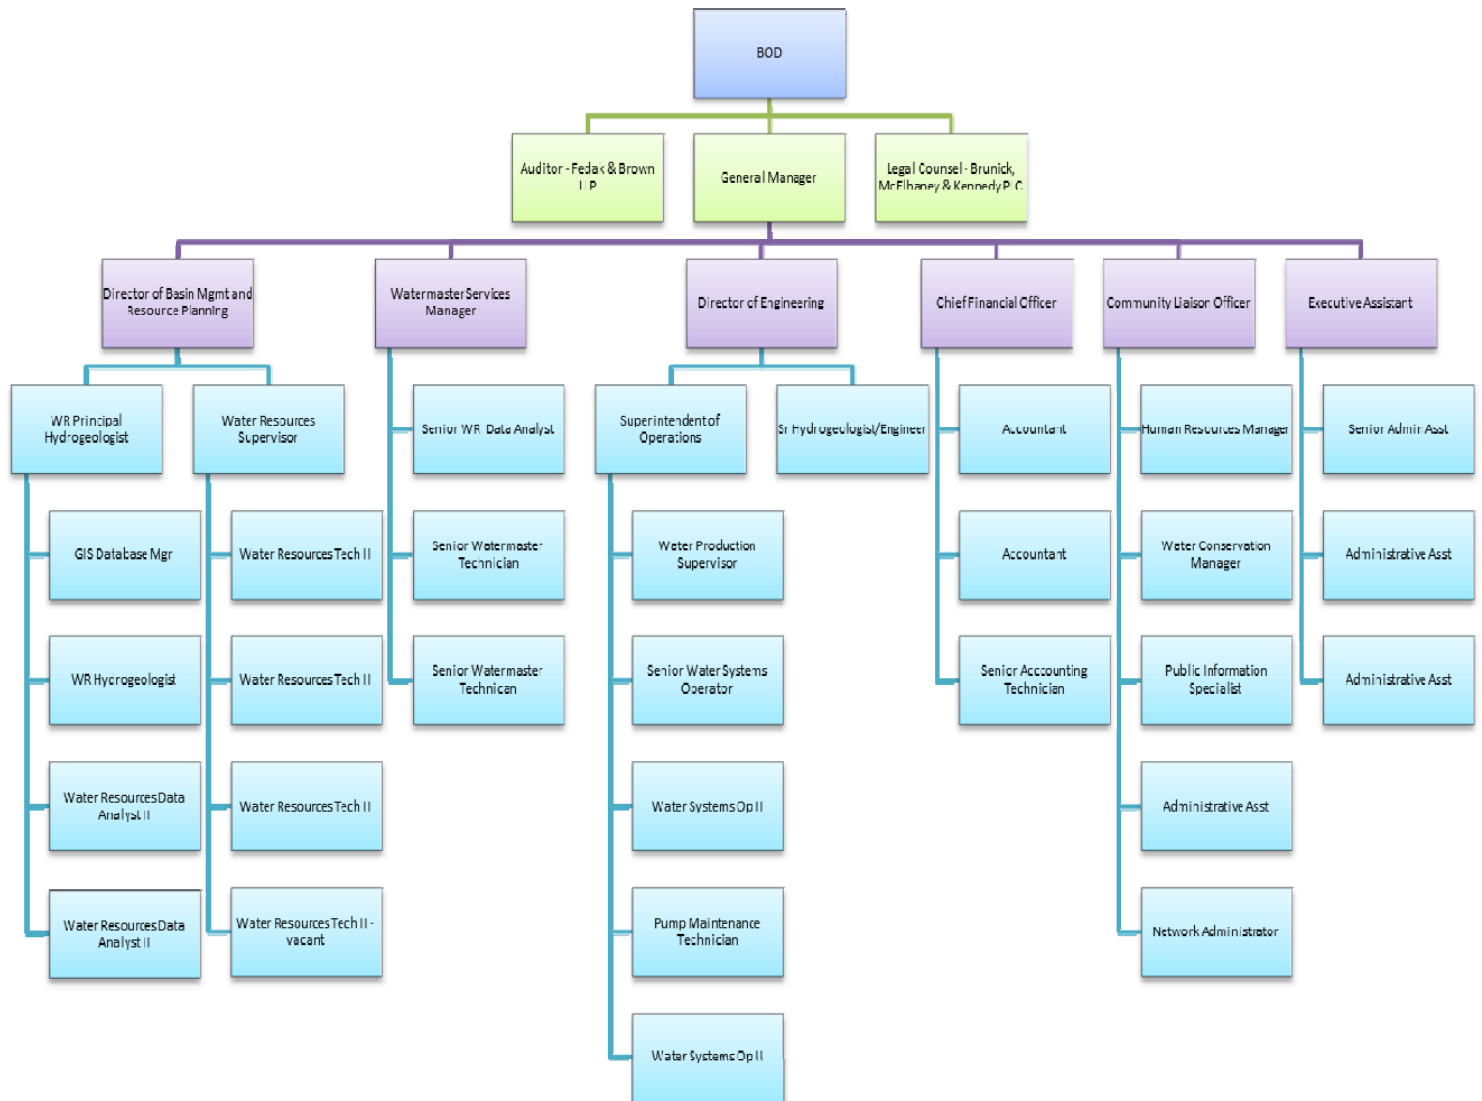 BOD
Auditor - Fedak & Brown
LLP
General Manager
Legal Counsel - Brunick,
McElhaney & Kennedy PLC
Director of Basin Mgmt and
Resource Planning
Watermaster Services
Manager
Director of Engineering
Chief Financial Officer
Community Liaison Officer
Executive Assistant
WR Principal
Hydrogeologist
Water Resources
Supervisor
Senior WR Data Analyst
Superintendent of
Operations
Sr Hydrogeologist/Engineer
Accountant
Human Resources Manager
Senior Admin Asst
GIS Database Mgr
Water Resources Tech II
Senior Watermaster
Technician
Water Production
Supervisor
Accountant
Water Conservation
Manager
Administrative Asst
WR Hydrogeologist
Water Resources Tech II
Senior Watermaster
Technican
Senior Water Systems
Operator
Senior Accounting
Technician
Public Information
Specialist
Administrative Asst
Water Resources Data
Analyst II
Water Resources Tech II
Water Systems Op II
Administrative Asst
Water Resources Data
Analyst II
Water Resources Tech II -
vacant
Pump Maintenance
Technician
Network Administrator
Water Systems Op II